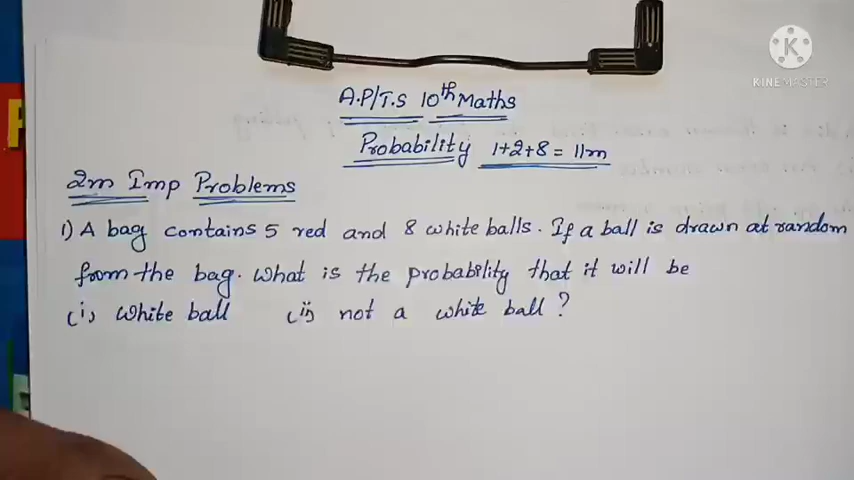 KINEMASTER
A.P/T.S 10th Maths
Probability 1+2+8 = 11m
2m Imp Problems
1) A bag contains 5 red and 8 white balls. If a ball is drawn at random
from the bag. What is the probability that it will be
(i) White ball (ii) not a white ball ?